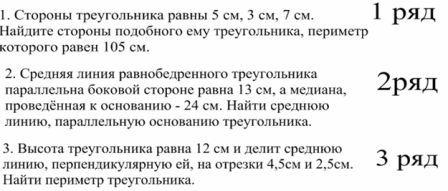 1. Стороны треугольника равны 5 см, 3 см, 7 см. 1 ряд
Найдите стороны подобного ему треугольника, периметр
которого равен 105 см.
2. Средняя линия равнобедренного треугольника
параллельна боковой стороне равна 13 см, а медиана, 2ряд
проведённая к основанию - 24 см. Найти среднюю
линию, параллельную основанию треугольника.
3. Высота треугольника равна 12 см и делит среднюю
линию, перпендикулярную ей, на отрезки 4,5см и 2,5см. 3 ряд
Найти периметр треугольника.